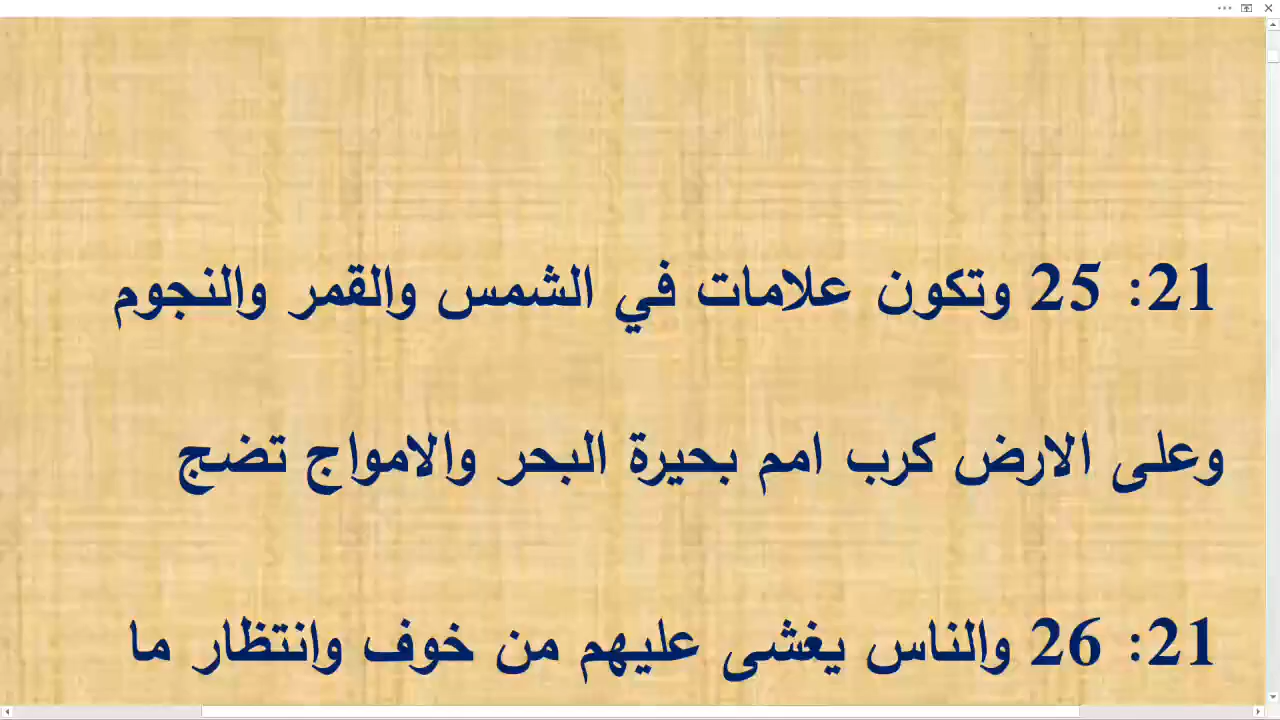 21: 25 وتكون علامات في الشمس والقمر والنجوم
وعلى الارض كرب امم بحيرة البحر والامواج تضج
21: 26 والناس يغشى عليهم من خوف وانتظار ما